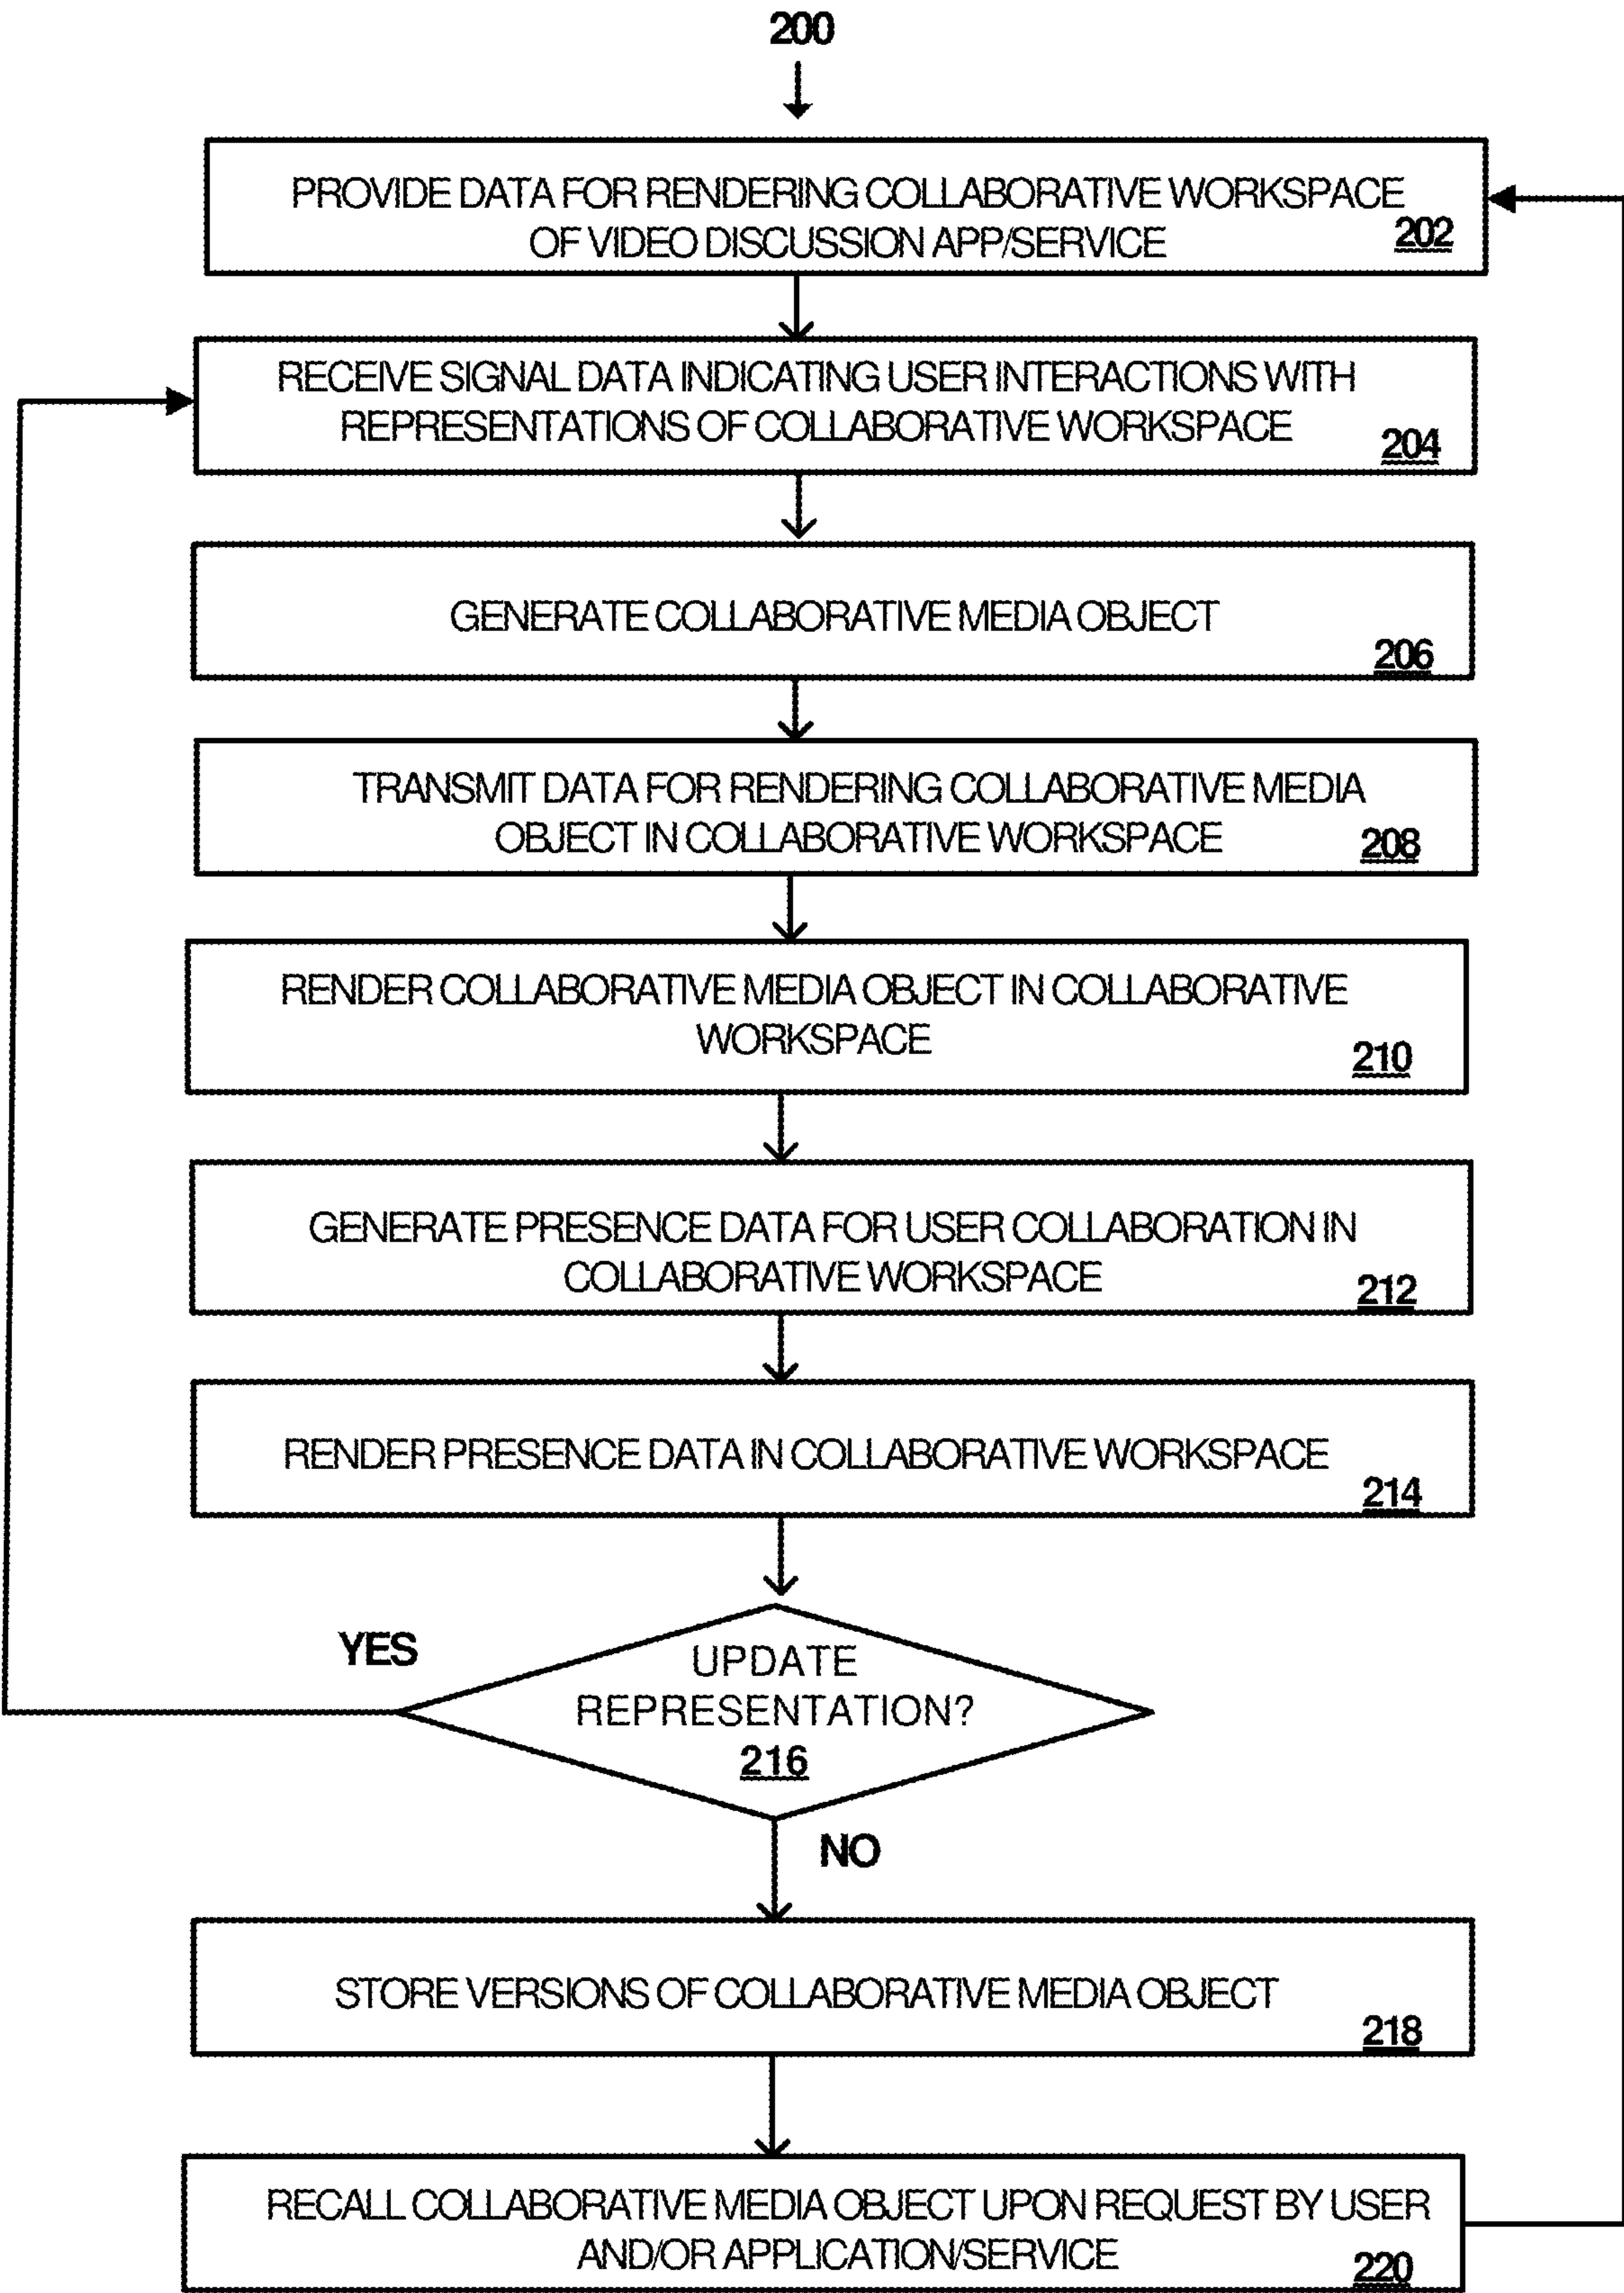 200
PROVIDE DATA FOR RENDERING COLLABORATIVE WORKSPACE
OF VIDEO DISCUSSION APP/SERVICE
202
RECEIVE SIGNAL DATA INDICATING USER INTERACTIONS WITH
REPRESENTATIONS OF COLLABORATIVE WORKSPACE
204
GENERATE COLLABORATIVE MEDIA OBJECT
206
TRANSMIT DATA FOR RENDERING COLLABORATIVE MEDIA
OBJECT IN COLLABORATIVE WORKSPACE
208
RENDER COLLABORATIVE MEDIA OBJECT IN COLLABORATIVE
WORKSPACE
210
GENERATE PRESENCE DATA FOR USER COLLABORATION IN
COLLABORATIVE WORKSPACE
212
RENDER PRESENCE DATA IN COLLABORATIVE WORKSPACE
214
YES
UPDATE
REPRESENTATION?
216
NO
STORE VERSIONS OF COLLABORATIVE MEDIA OBJECT
218
RECALL COLLABORATIVE MEDIA OBJECT UPON REQUEST BY USER
AND/OR APPLICATION/SERVICE
220